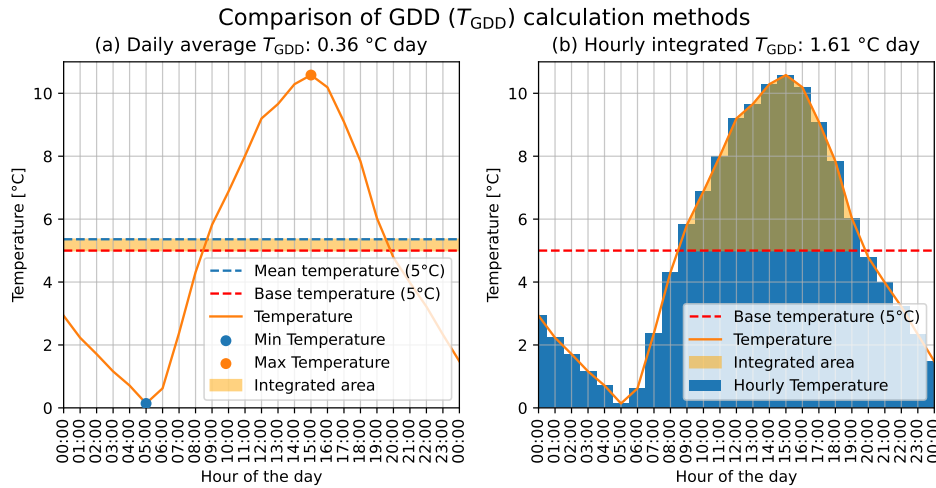 Comparison of GDD (T_GDD) calculation methods
(a) Daily average T_GDD: 0.36 °C day
Temperature [°C]
10
8
6
4
2
0
Mean temperature (5°C)
Base temperature (5°C)
Temperature
Min Temperature
Max Temperature
Integrated area
00:00 01:00 02:00 03:00 04:00 05:00 06:00 07:00 08:00 09:00 10:00 11:00 12:00 13:00 14:00 15:00 16:00 17:00 18:00 19:00 20:00 21:00 22:00 23:00 00:00
Hour of the day
(b) Hourly integrated T_GDD: 1.61 °C day
Temperature [°C]
10
8
6
4
2
0
Base temperature (5°C)
Temperature
Integrated area
Hourly Temperature
00:00 01:00 02:00 03:00 04:00 05:00 06:00 07:00 08:00 09:00 10:00 11:00 12:00 13:00 14:00 15:00 16:00 17:00 18:00 19:00 20:00 21:00 22:00 23:00 00:00
Hour of the day